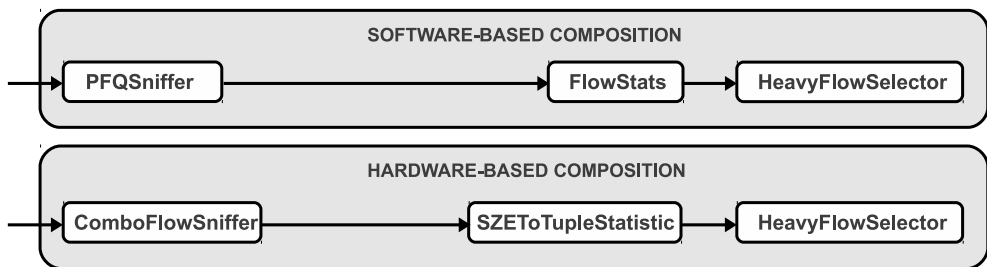 SOFTWARE-BASED COMPOSITION
PFQSniffer FlowStats HeavyFlowSelector
HARDWARE-BASED COMPOSITION
ComboFlowSniffer SZEToTupleStatistic HeavyFlowSelector